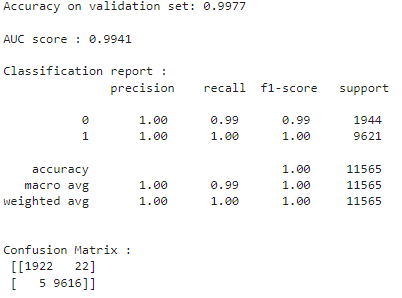 Accuracy on validation set: 0.9977
AUC score : 0.9941
Classification report :
precision recall f1-score support
0 1.00 0.99 0.99 1944
1 1.00 1.00 1.00 9621
accuracy 1.00 11565
macro avg 1.00 0.99 1.00 11565
weighted avg 1.00 1.00 1.00 11565
Confusion Matrix :
[[1922 22]
[ 5 9616]]